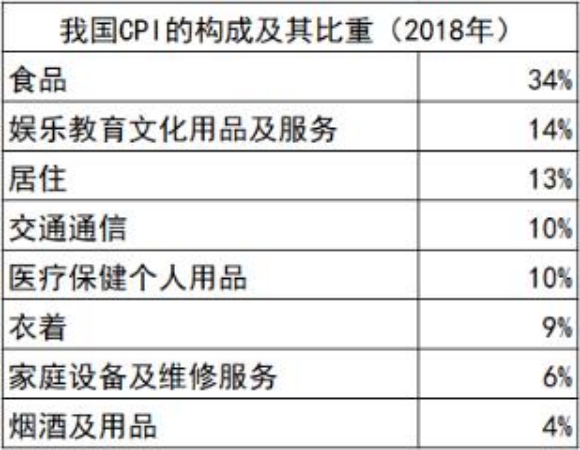 我国CPI的构成及其比重（2018年）
食品 34%
娱乐教育文化用品及服务 14%
居住 13%
交通通信 10%
医疗保健个人用品 10%
衣着 9%
家庭设备及维修服务 6%
烟酒及用品 4%